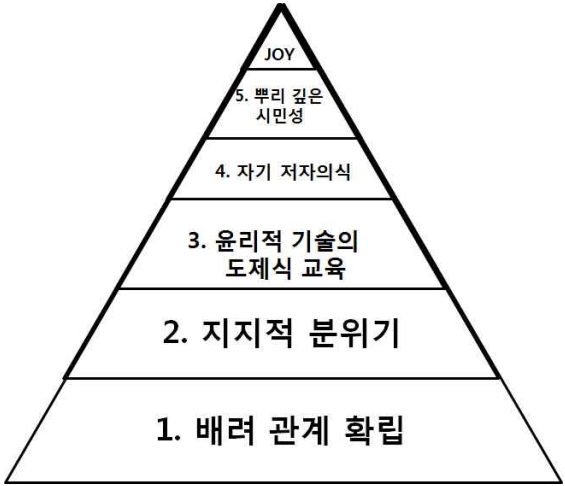 JOY
5. 뿌리 깊은
시민성
4. 자기 저자의식
3. 윤리적 기술의
도제식 교육
2. 지지적 분위기
1. 배려 관계 확립